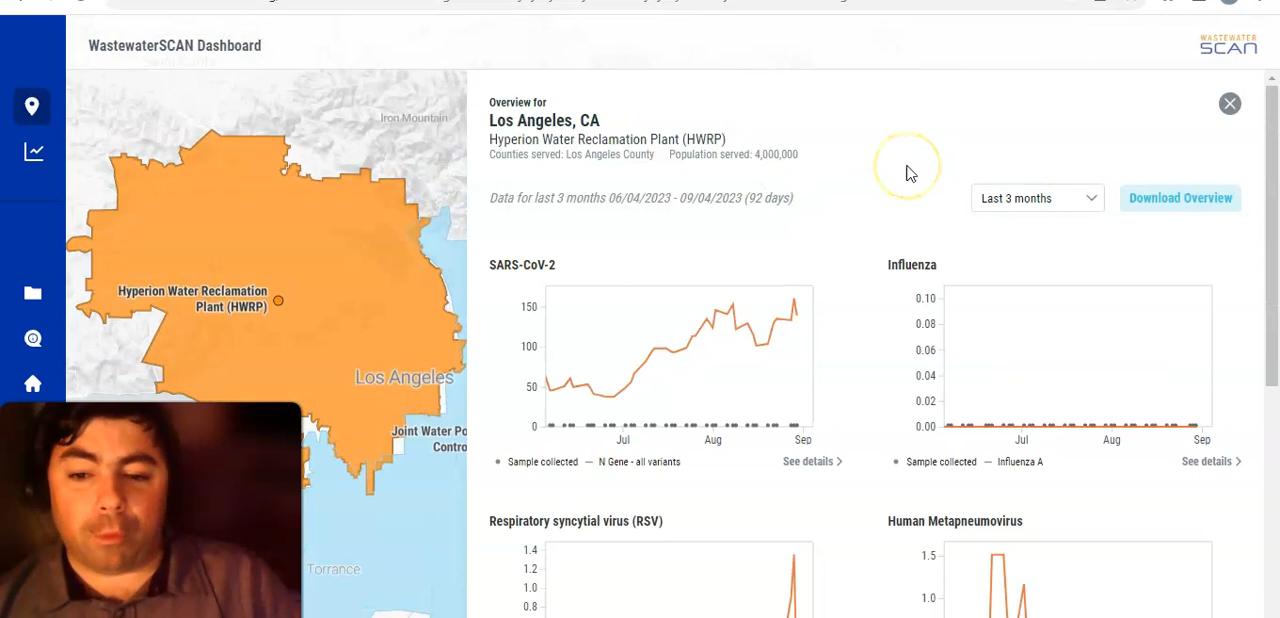 WastewaterSCAN Dashboard
WASTEWATER
SCAN
Iron Mountain
Hyperion Water Reclamation
Plant (HWRP)
Los Angeles
Joint Water Po
Contro
Torrance
Overview for
Los Angeles, CA
Hyperion Water Reclamation Plant (HWRP)
Counties served: Los Angeles County Population served: 4,000,000
Data for last 3 months 06/04/2023 - 09/04/2023 (92 days)
Last 3 months
Download Overview
SARS-CoV-2
150
100
50
0
Jul Aug Sep
Sample collected N Gene - all variants
See details
Influenza
0.10
0.08
0.06
0.04
0.02
0.00
Jul Aug Sep
Sample collected Influenza A
See details
Respiratory syncytial virus (RSV)
1.4
1.2
1.0
0.8
Human Metapneumovirus
1.5
1.0